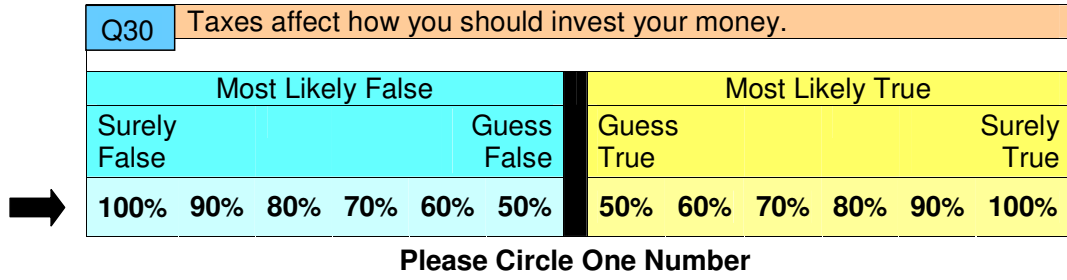 Q30 Taxes affect how you should invest your money.
Most Likely False Most Likely True
Surely Guess Guess Surely
False False True True
100% 90% 80% 70% 60% 50% 50% 60% 70% 80% 90% 100%
Please Circle One Number